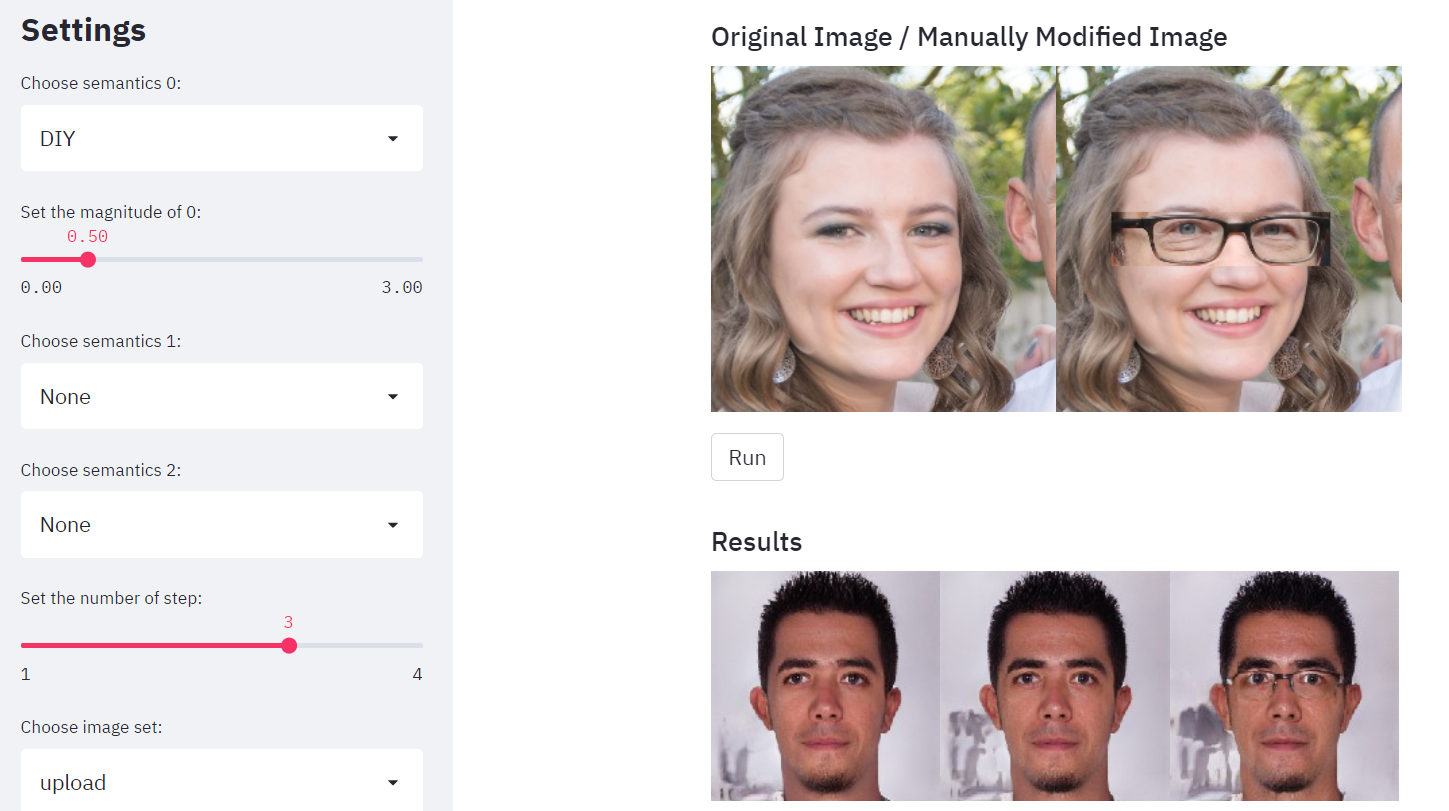 Settings
Choose semantics 0:
DIY
Set the magnitude of 0:
0.50
0.00 3.00
Choose semantics 1:
None
Choose semantics 2:
None
Set the number of step:
3
1 4
Choose image set:
upload
Original Image / Manually Modified Image
Run
Results